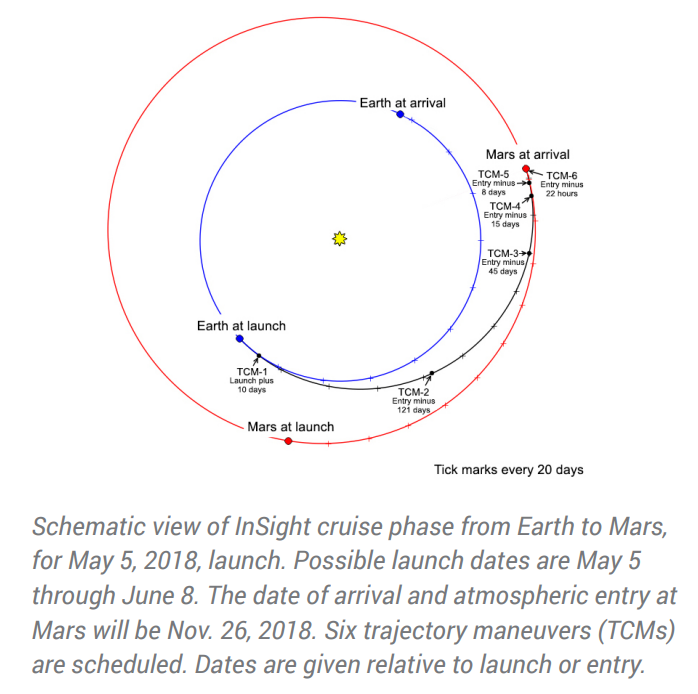 Earth at arrival
Mars at arrival
TCM-5
Entry minus
8 days
TCM-6
Entry minus
22 hours
TCM-4
Entry minus
15 days
TCM-3
Entry minus
45 days
Earth at launch
TCM-1
Launch plus
10 days
TCM-2
Entry minus
121 days
Mars at launch
Tick marks every 20 days
Schematic view of InSight cruise phase from Earth to Mars,
for May 5, 2018, launch. Possible launch dates are May 5
through June 8. The date of arrival and atmospheric entry at
Mars will be Nov. 26, 2018. Six trajectory maneuvers (TCMs)
are scheduled. Dates are given relative to launch or entry.